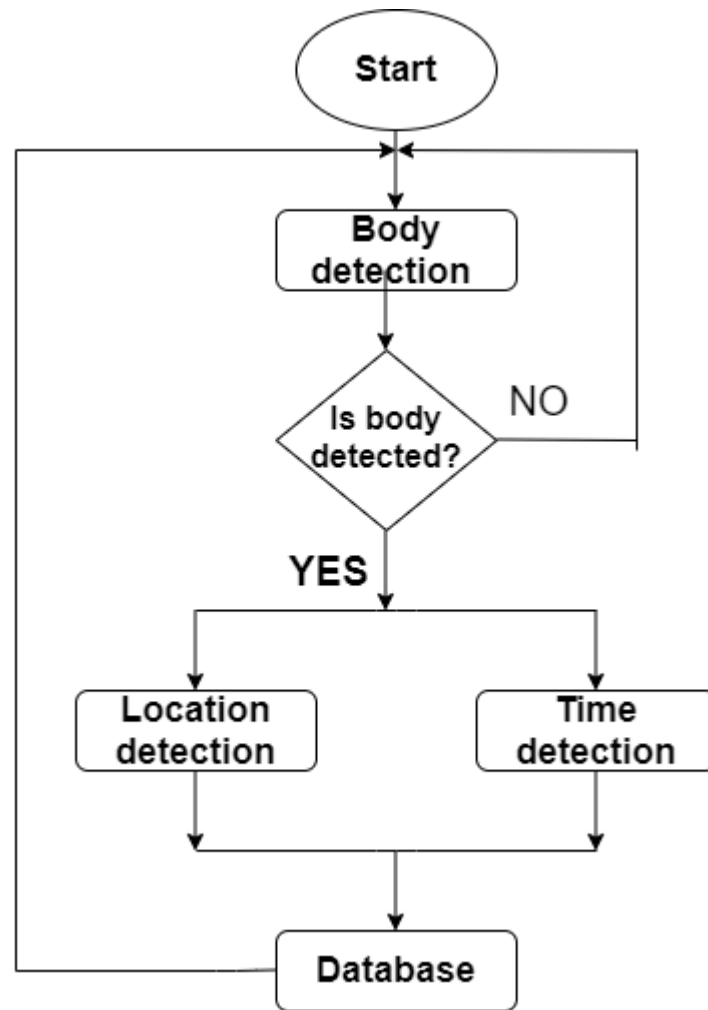 Start
Body
detection
Is body
detected?
NO
YES
Location
detection
Time
detection
Database